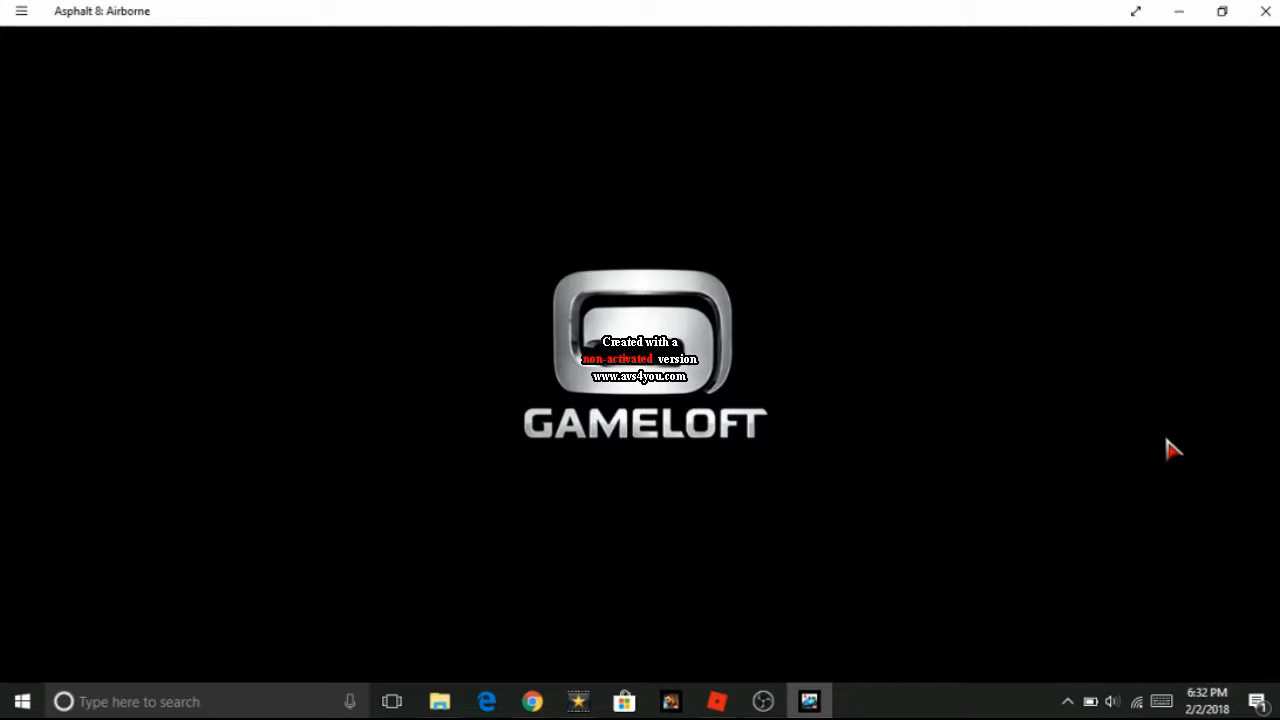 Asphalt 8: Airborne
Created with a
non-activated version
www.avs4you.com
GAMELOFT
Type here to search
6:32 PM
2/2/2018
1